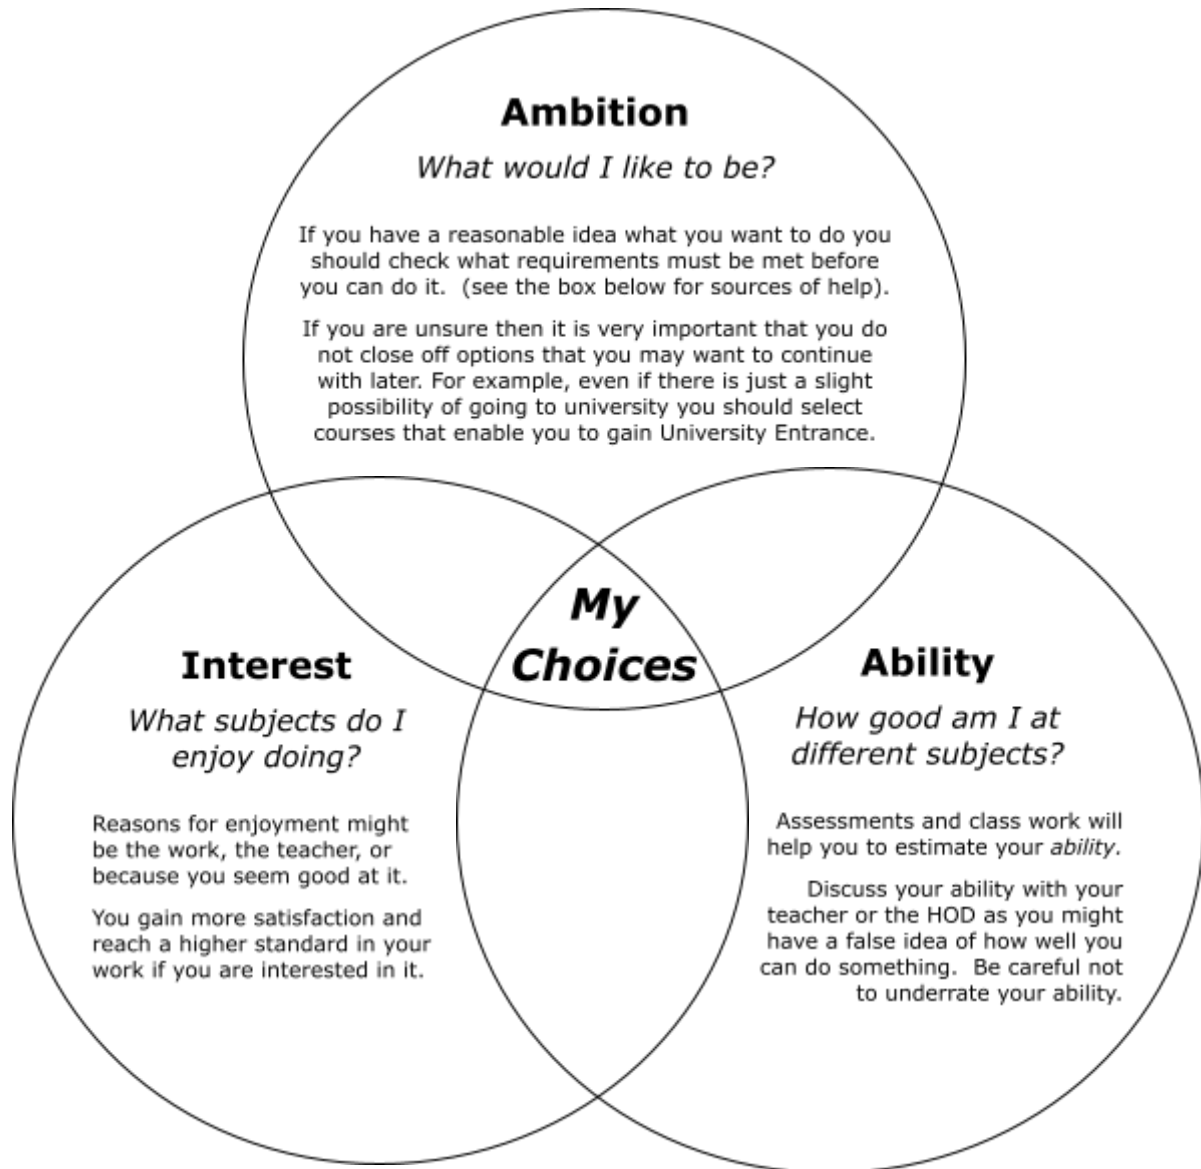 Ambition
What would I like to be?
If you have a reasonable idea what you want to do you
should check what requirements must be met before
you can do it.  (see the box below for sources of help).
If you are unsure then it is very important that you do
not close off options that you may want to continue
with later. For example, even if there is just a slight
possibility of going to university you should select
courses that enable you to gain University Entrance.
My
Choices
Interest
What subjects do I
enjoy doing?
Reasons for enjoyment might
be the work, the teacher, or
because you seem good at it.
You gain more satisfaction and
reach a higher standard in your
work if you are interested in it.
Ability
How good am I at
different subjects?
Assessments and class work will
help you to estimate your ability.
Discuss your ability with your
teacher or the HOD as you might
have a false idea of how well you
can do something.  Be careful not
to underrate your ability.